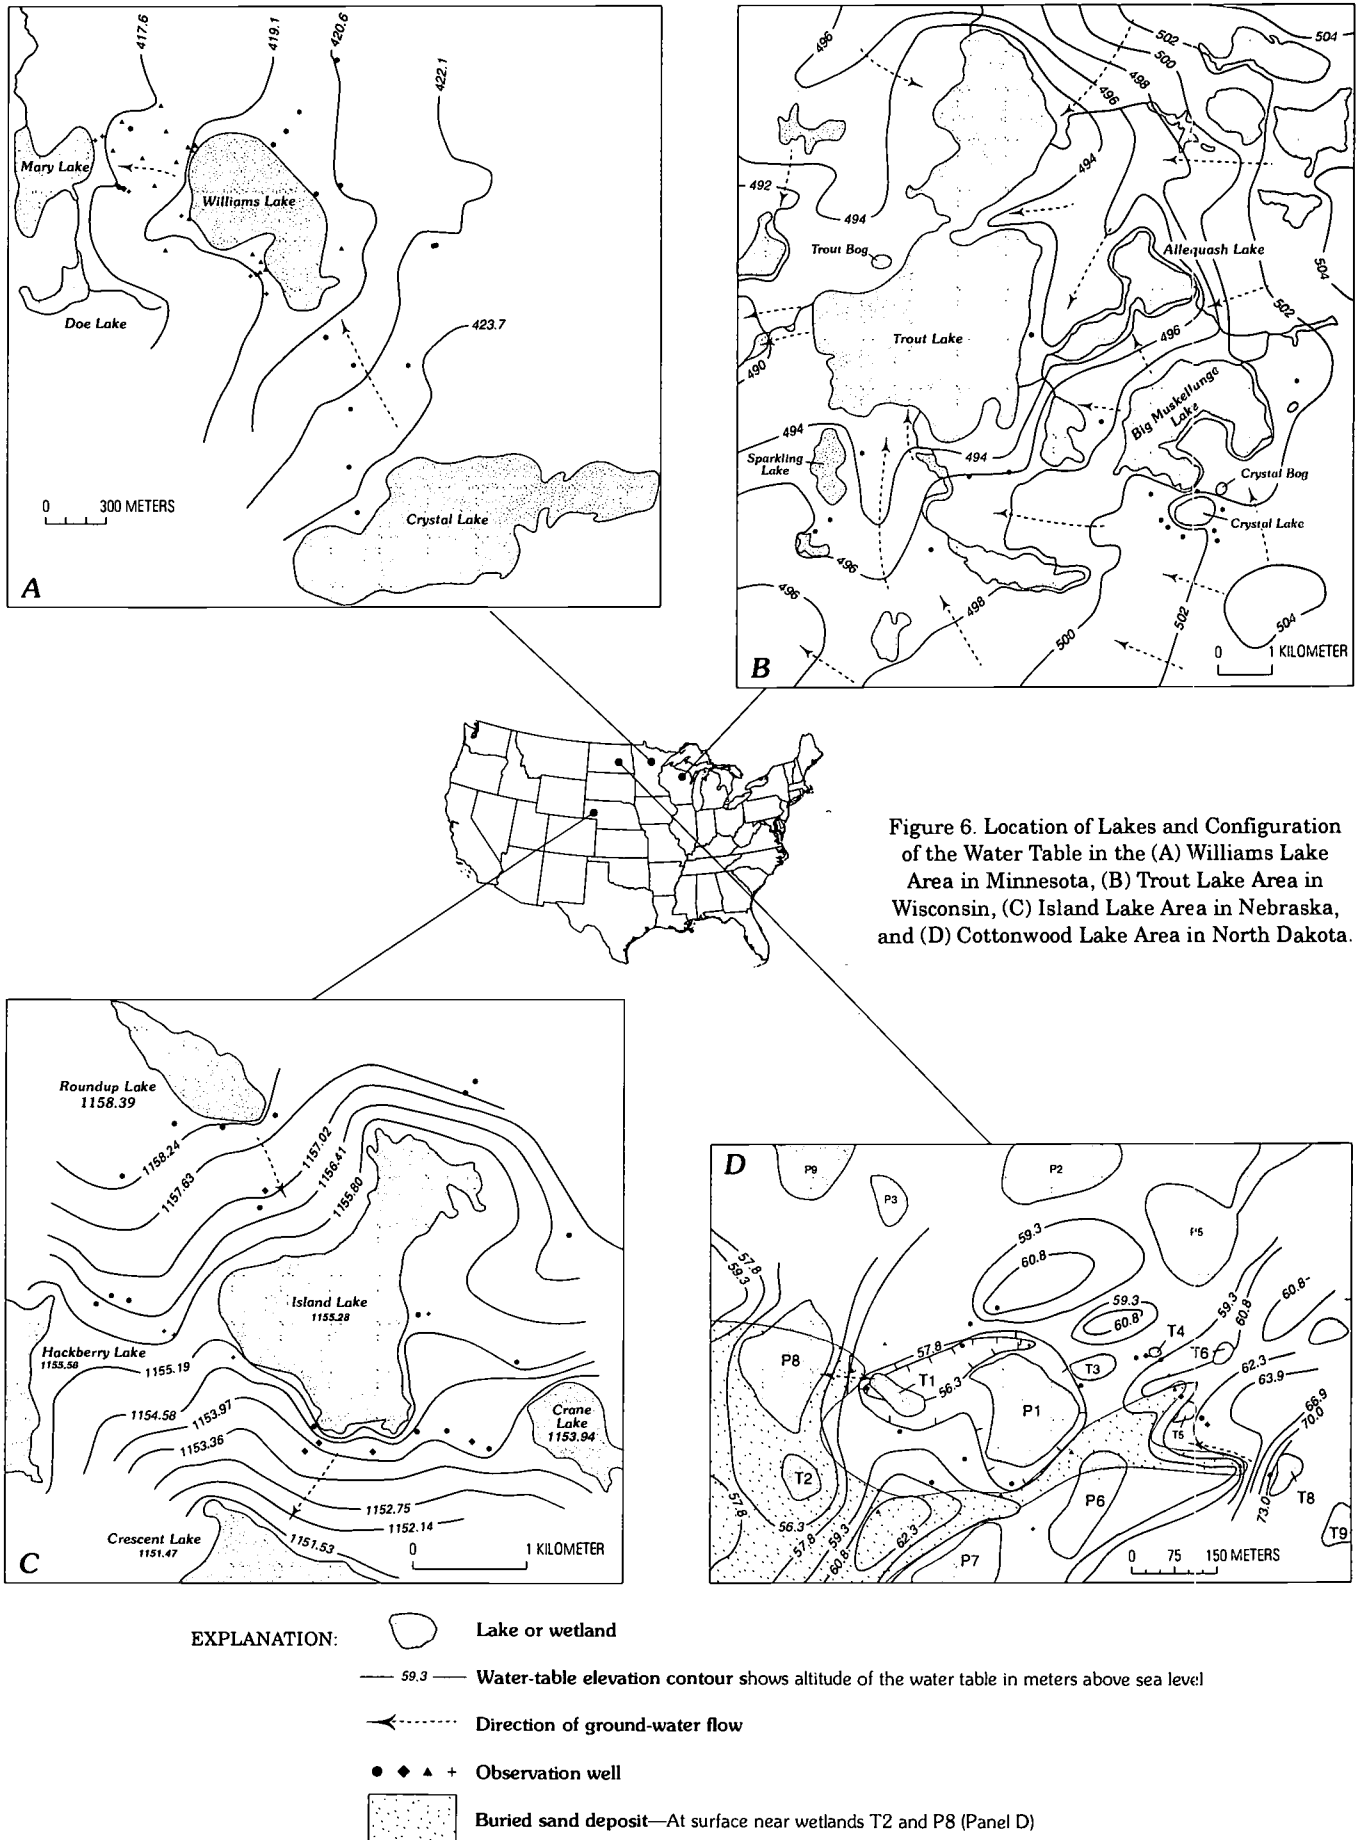 417.6
419.1
420.6
422.1
Mary Lake
Williams Lake
Doe Lake
423.7
0 300 METERS
Crystal Lake
A
496
502
504
500
498
496
494
492
494
Trout Bog
Allequash Lake
504
502
Trout Lake
496
490
Big Muskellunge
Lake
494
494
Sparkling
Lake
Crystal Bog
Crystal Lake
496
496
498
500
502
504
0 1 KILOMETER
B
Figure 6. Location of Lakes and Configuration
of the Water Table in the (A) Williams Lake
Area in Minnesota, (B) Trout Lake Area in
Wisconsin, (C) Island Lake Area in Nebraska,
and (D) Cottonwood Lake Area in North Dakota.
Roundup Lake
1158.39
1158.24
1157.63
1157.02
1156.41
1155.80
Island Lake
1155.28
Hackberry Lake
1155.58
1155.19
1154.58
1153.97
1153.36
Crane
Lake
1153.94
1152.75
1152.14
1151.53
Crescent Lake
1151.47
0 1 KILOMETER
C
D
P9
P3
P2
P5
59.3
60.8
57.8
59.3
59.3
60.8
59.3
60.8
60.8
T4
T6
T3
57.8
P8
T1
56.3
P1
62.3
63.9
66.9
70.0
T5
T2
57.8
56.3
57.8
59.3
60.8
62.3
P7
P6
73.0
T8
T9
0 75 150 METERS
EXPLANATION:
Lake or wetland
59.3 Water-table elevation contour shows altitude of the water table in meters above sea level
Direction of ground-water flow
Observation well
Buried sand deposit—At surface near wetlands T2 and P8 (Panel D)